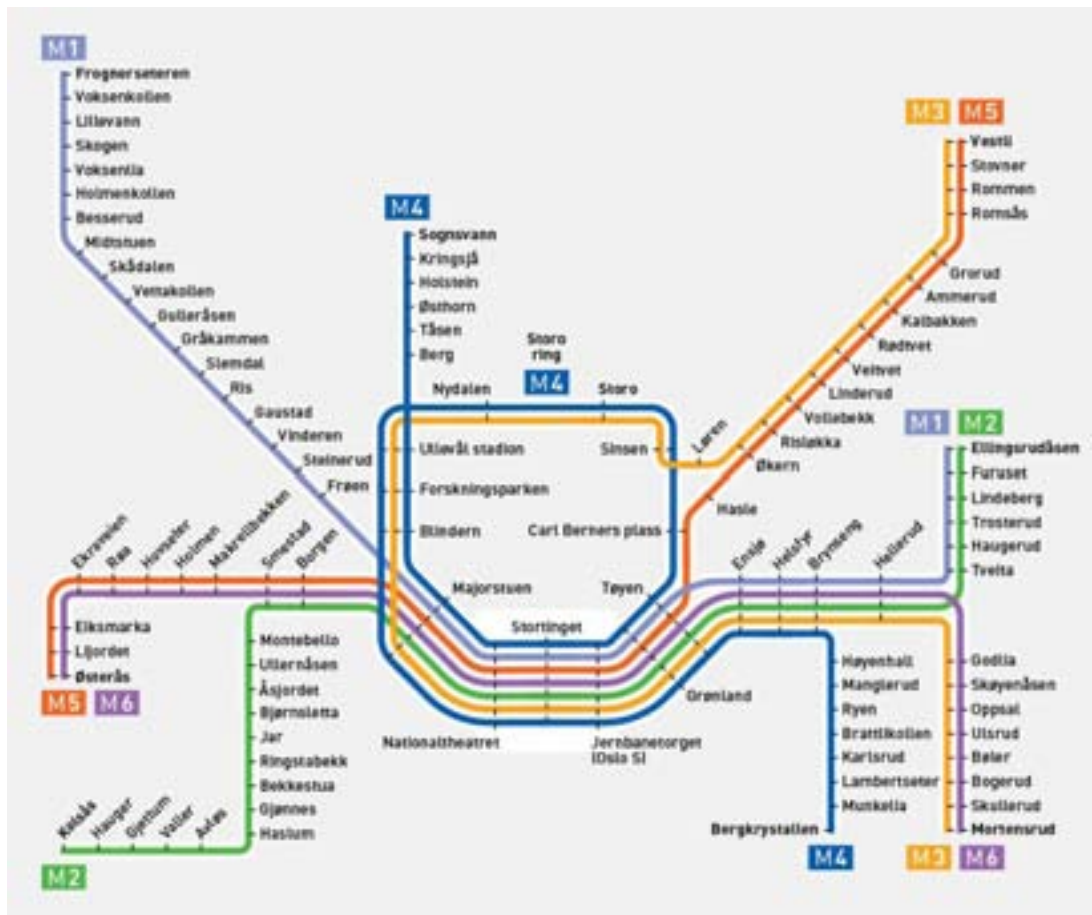 M1
Frognerseteren
Voksenkollen
Lillevann
Skogen
Voksenlia
Holmenkollen
Besserud
Midtstuen
Skådalen
Vettakollen
Gulleråsen
Gråkammen
Slemdal
Ris
Gaustad
Vinderen
Steinerud
Frøen
M4
Sognsvann
Kringsjå
Holstein
Østhorn
Tåsen
Berg
Storo
ring
M4
Nydalen
Storo
Ullevål stadion
Sinsen
Forskningsparken
Blindern
Carl Berners plass
Majorstuen
Tøyen
Stortinget
Nationaltheatret
Jernbanetorget
(Oslo S)
Grønland
M3 M5
Vestli
Stovner
Rommen
Romsås
Grorud
Ammerud
Kalbakken
Rødtvet
Veitvet
Linderud
Vollebekk
Risløkka
Økern
Løren
Hasle
M1 M2
Ellingsrudåsen
Furuset
Lindeberg
Trosterud
Haugerud
Tveita
Ensjø
Helsfyr
Brynseng
Hellerud
Ekraveien
Røa
Hovseter
Holmen
Makrellbekken
Smestad
Borgen
Eiksmarka
Lijordet
Østerås
M5 M6
Montebello
Ullernåsen
Åsjordet
Bjørnsletta
Jar
Ringstabekk
Bekkestua
Gjønnes
Haslum
Kolsås
Hauger
Gjettum
Valler
Avløs
M2
Høyenhall
Manglerud
Ryen
Brattlikollen
Karlsrud
Lambertseter
Munkelia
Bergkrystallen
M4
Godlia
Skøyenåsen
Oppsal
Ulsrud
Bøler
Bogerud
Skullerud
Mortensrud
M3 M6